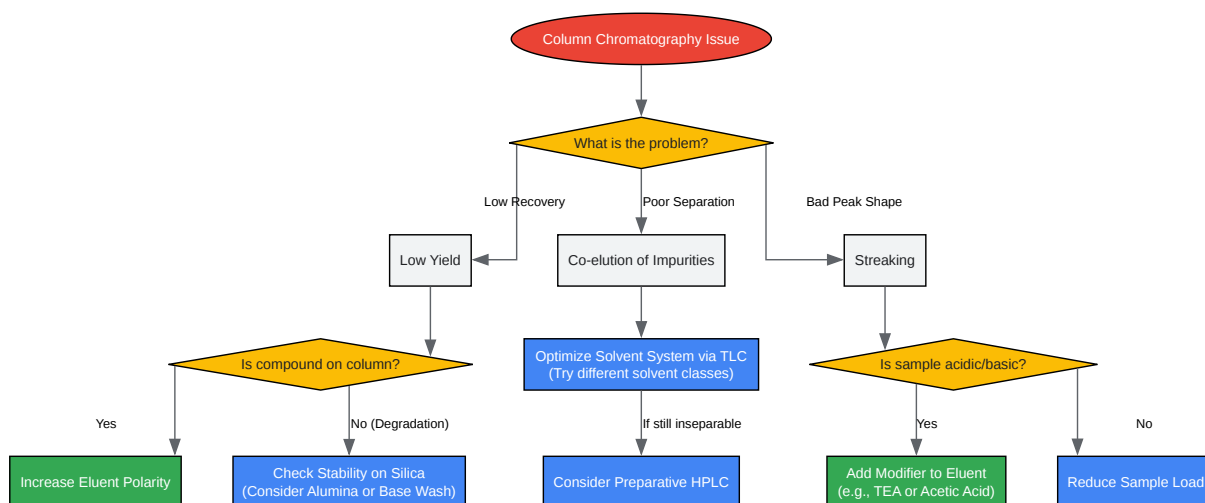 Column Chromatography Issue
What is the problem?
Low Recovery
Poor Separation
Bad Peak Shape
Low Yield
Co-elution of Impurities
Streaking
Is compound on column?
Optimize Solvent System via TLC
(Try different solvent classes)
Is sample acidic/basic?
Yes
No (Degradation)
If still inseparable
Yes
No
Increase Eluent Polarity
Check Stability on Silica
(Consider Alumina or Base Wash)
Consider Preparative HPLC
Add Modifier to Eluent
(e.g., TEA or Acetic Acid)
Reduce Sample Load